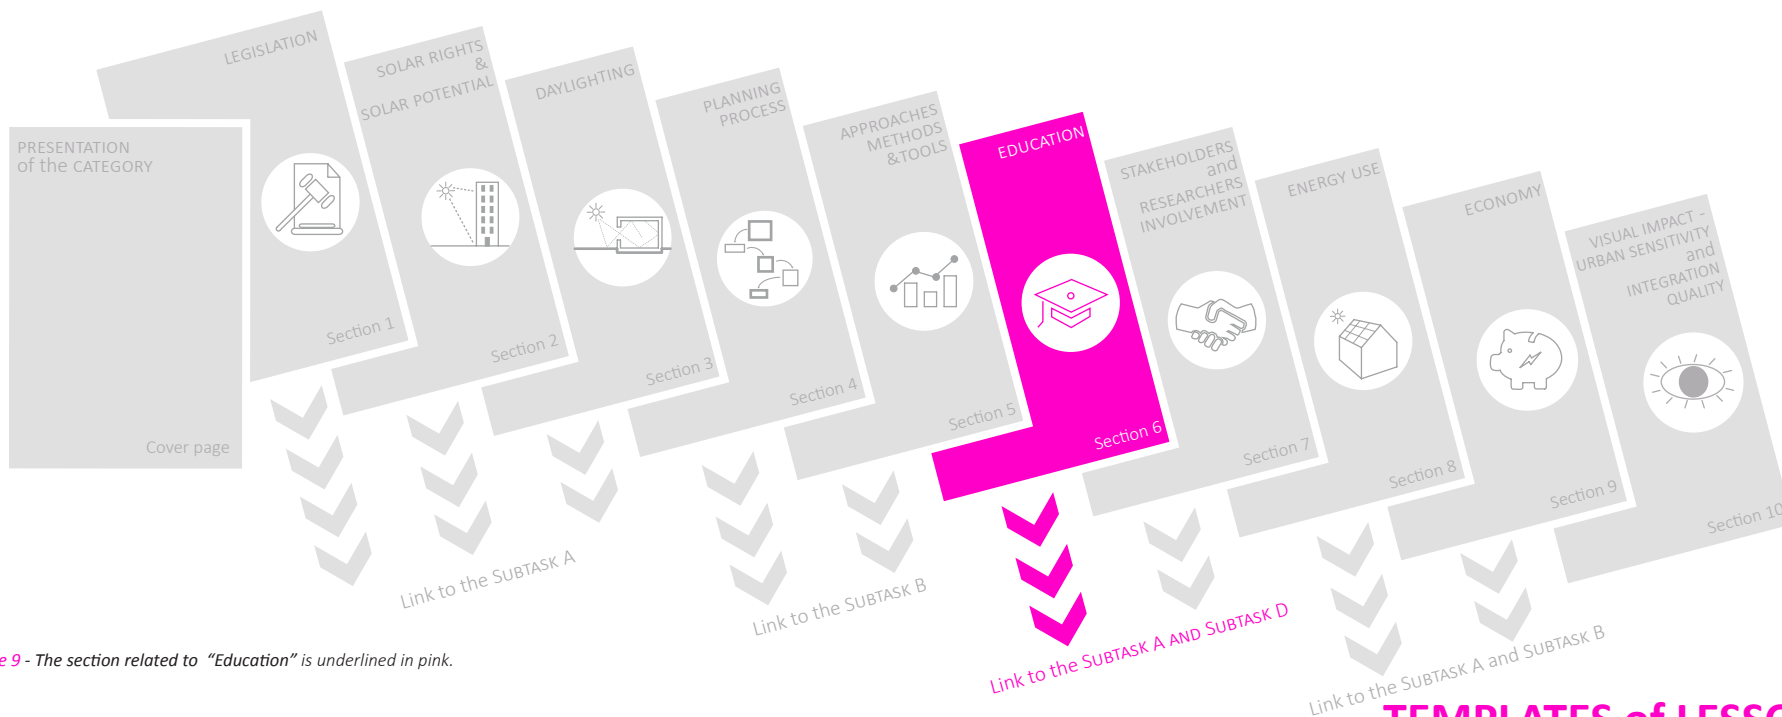 PRESENTATION
of the CATEGORY
Cover page
LEGISLATION
Section 1
SOLAR RIGHTS
&
SOLAR POTENTIAL
Section 2
DAYLIGHTING
Section 3
PLANNING
PROCESS
Section 4
APPROACHES
METHODS
&TOOLS
Section 5
EDUCATION
Section 6
STAKEHOLDERS
and
RESEARCHERS
INVOLVEMENT
Section 7
ENERGY USE
Section 8
ECONOMY
Section 9
VISUAL IMPACT -
URBAN SENSITIVITY
and
INTEGRATION
QUALITY
Section 10
Link to the SUBTASK A
Link to the SUBTASK B
Link to the SUBTASK A AND SUBTASK D
Link to the SUBTASK A and SUBTASK B
9 - The section related to “Education” is underlined in pink.
TEMPLATES of